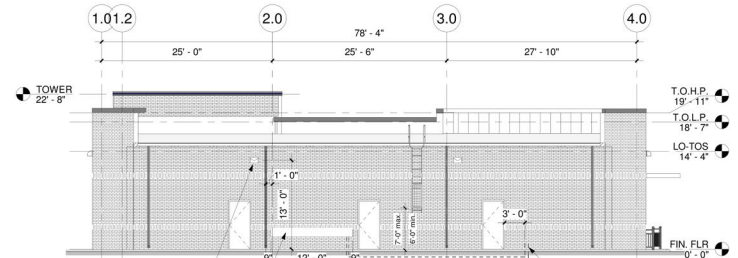 1.0 1.2 2.0 3.0 4.0
78' - 4"
25' - 0" 25' - 6" 27' - 10"
TOWER
22' - 8"
T.O.H.P.
19' - 11"
T.O.L.P.
18' - 7"
LO-TOS
14' - 4"
1' - 0"
13' - 0"
7'-0" max.
6'-0" min.
3' - 0"
FIN. FLR
0' - 0"